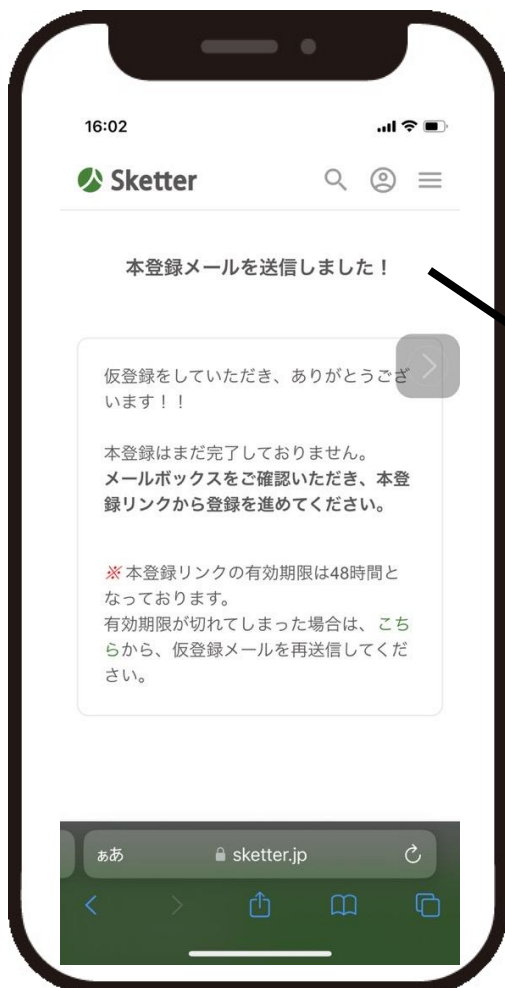 16:02
Sketter
本登録メールを送信しました！
仮登録をしていただき、ありがとうござ
います！！
本登録はまだ完了しておりません。
メールボックスをご確認いただき、本登
録リンクから登録を進めてください。
※本登録リンクの有効期限は48時間と
なっております。
有効期限が切れてしまった場合は、こち
らから、仮登録メールを再送信してくだ
さい。
ぁあ
sketter.jp